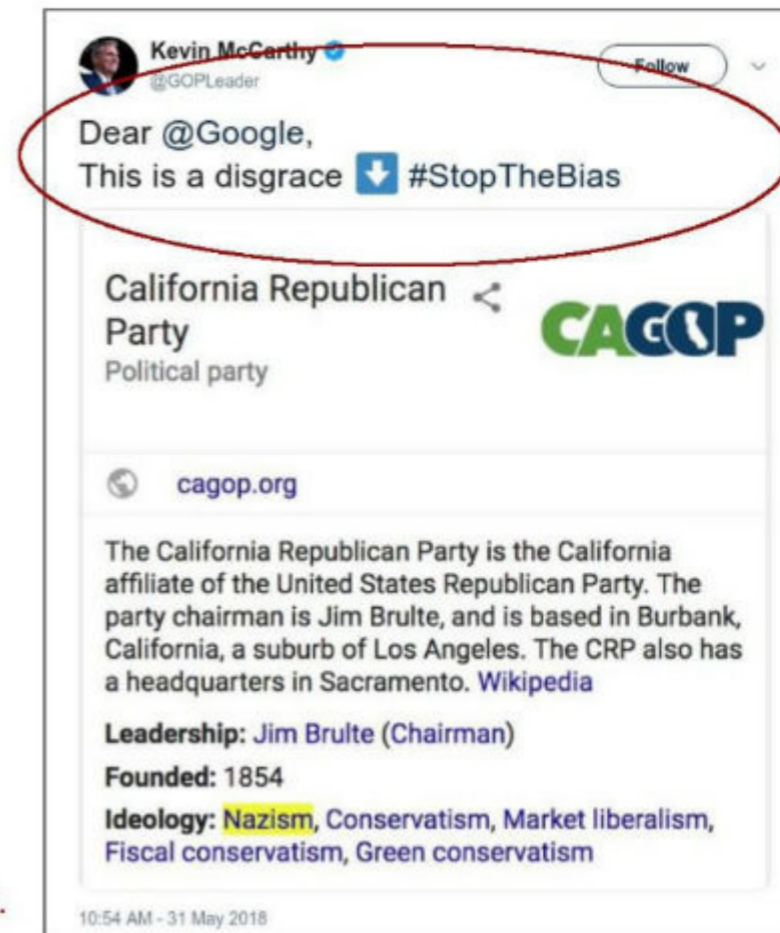 Kevin McCarthy
@GOPLeader
Follow
Dear @Google,
This is a disgrace ⬇ #StopTheBias
California Republican
Party
Political party
CAGOP
cagop.org
The California Republican Party is the California
affiliate of the United States Republican Party. The
party chairman is Jim Brulte, and is based in Burbank,
California, a suburb of Los Angeles. The CRP also has
a headquarters in Sacramento. Wikipedia
Leadership: Jim Brulte (Chairman)
Founded: 1854
Ideology: Nazism, Conservatism, Market liberalism,
Fiscal conservatism, Green conservatism
10:54 AM - 31 May 2018